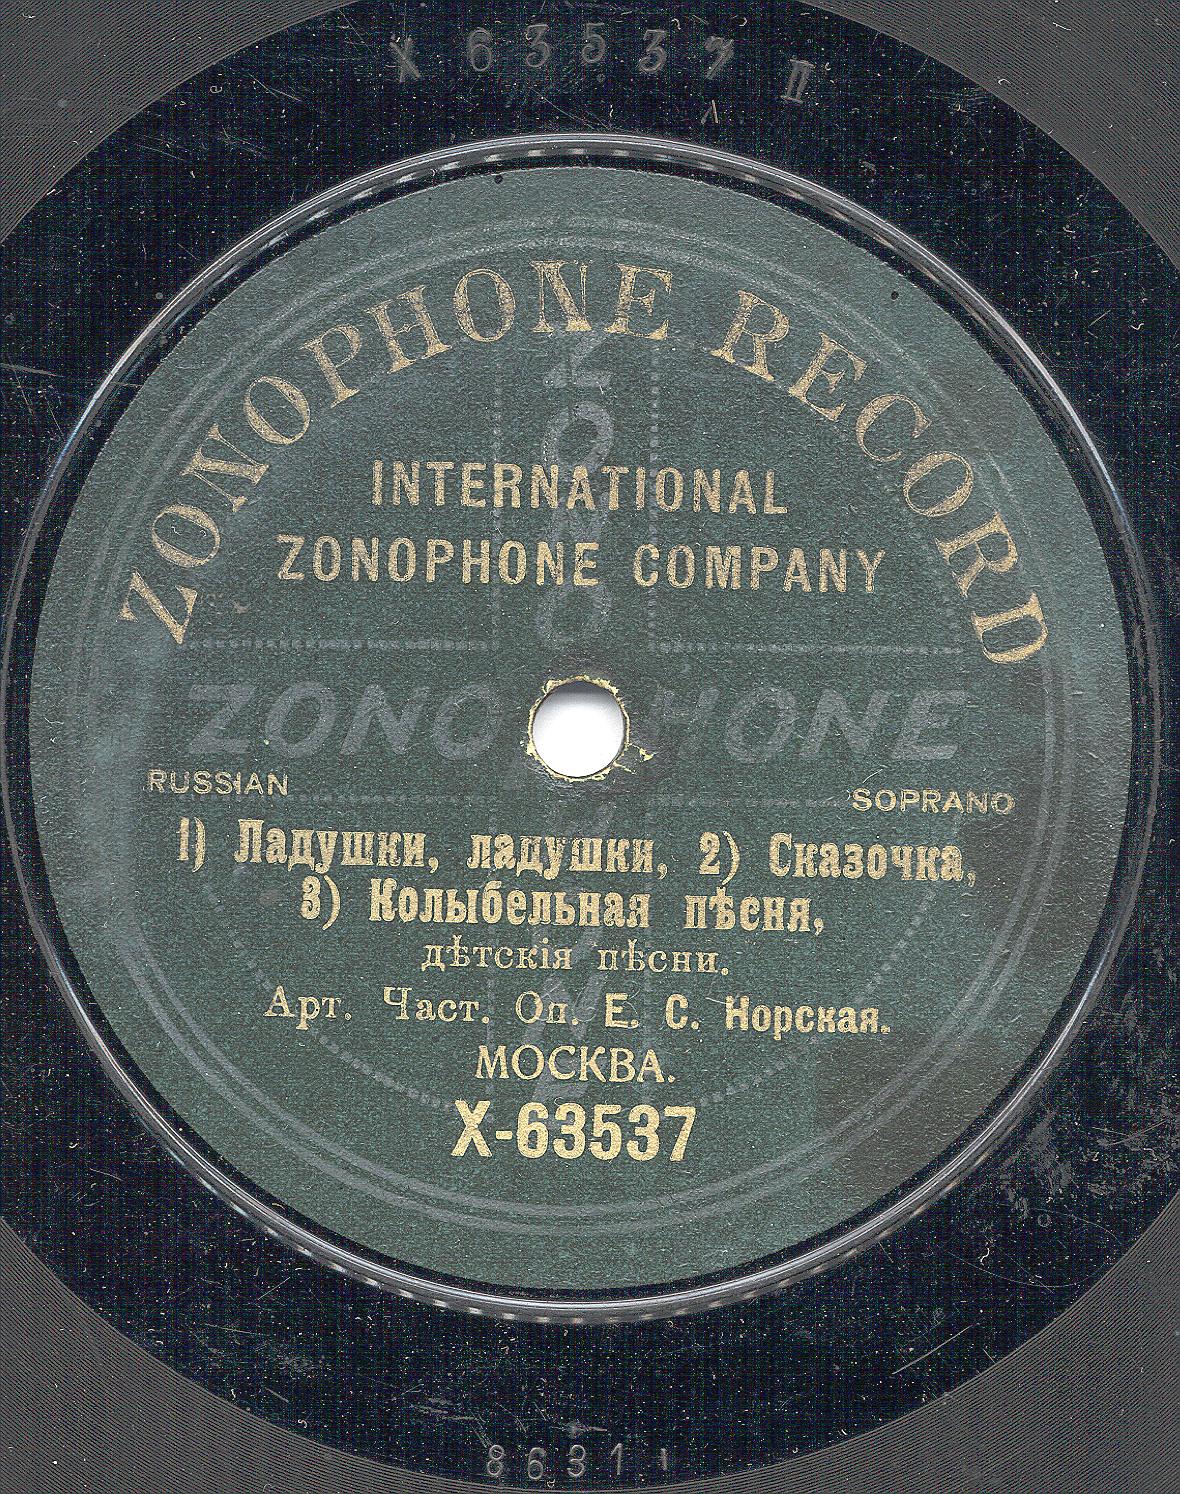 X 63537 II
ZONOPHONE RECORD
INTERNATIONAL
ZONOPHONE COMPANY
ZONOPHONE
RUSSIAN
SOPRANO
1) Ладушки, ладушки, 2) Сказочка,
3) Колыбельная пѣсня,
дѣтскія пѣсни.
Арт. Част. Оп. Е. С. Норская.
МОСКВА.
X-63537
8631